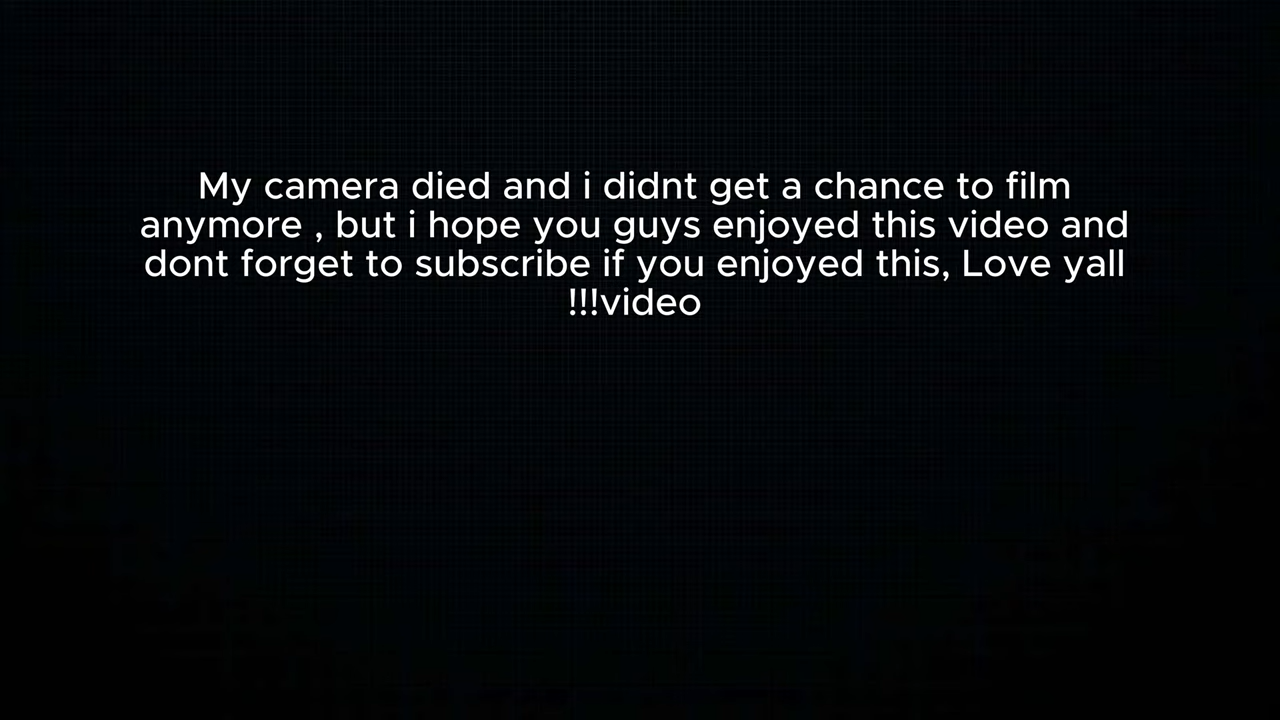 My camera died and i didnt get a chance to film
anymore , but i hope you guys enjoyed this video and
dont forget to subscribe if you enjoyed this, Love yall
!!!video